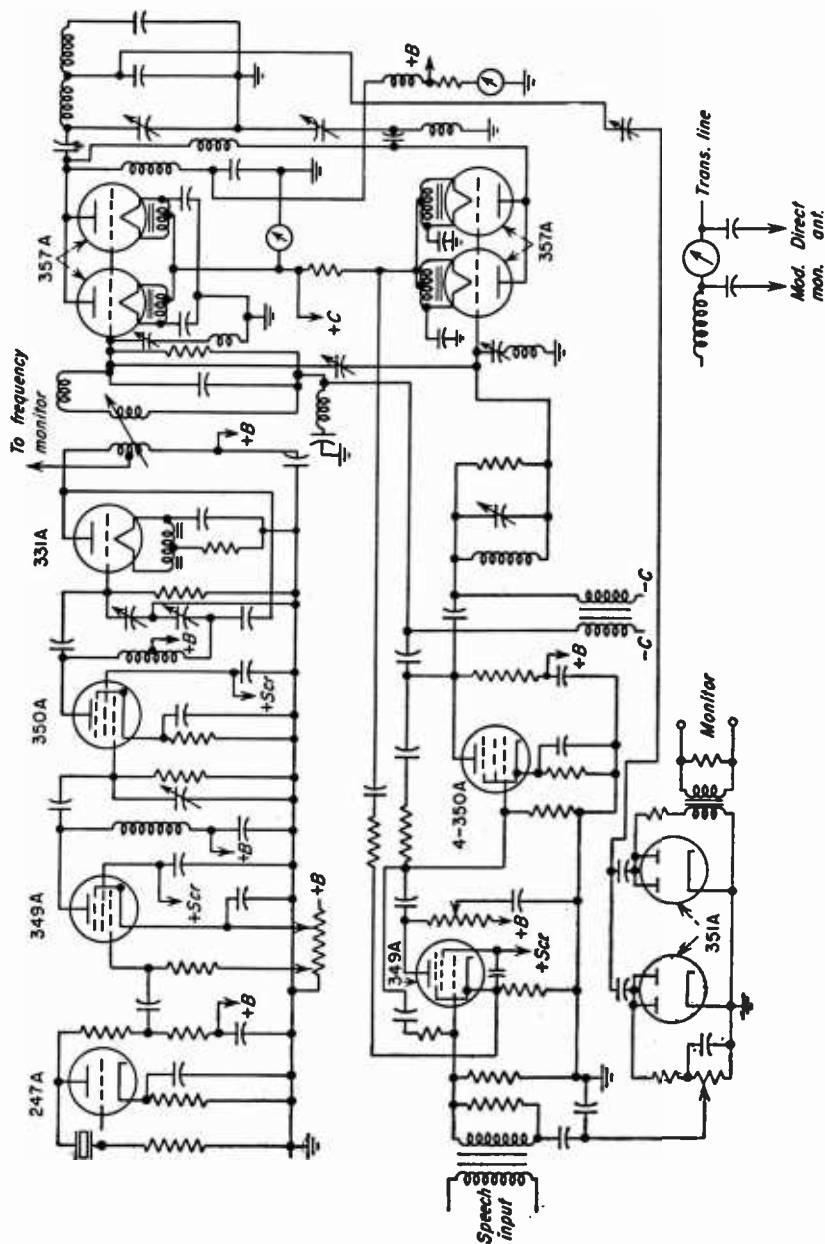 247A
349A
350A
331A
357A
To frequency
monitor
+B
+B
+Scr
+B
+B
+Scr
+B
+B
+C
+B
357A
Trans. line
Mod.
mon.
Direct
ant.
Speech
input
349A
+B
+Scr
4-350A
+B
-C
-C
351A
Monitor